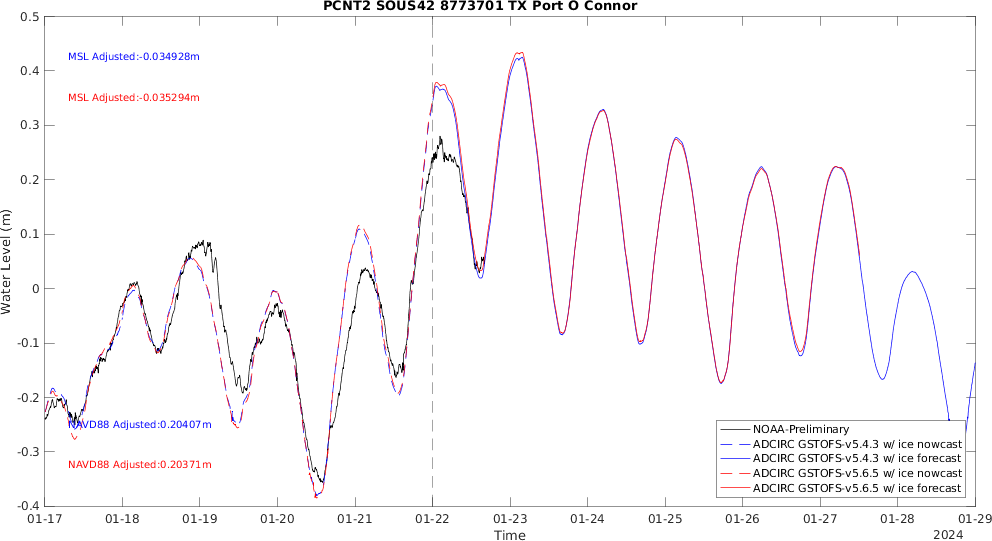 PCNT2 SOUS42 8773701 TX Port O Connor
0.5
0.4
0.3
0.2
0.1
0
-0.1
-0.2
-0.3
-0.4
Water Level (m)
MSL Adjusted:-0.034928m
MSL Adjusted:-0.035294m
NAVD88 Adjusted:0.20407m
NAVD88 Adjusted:0.20371m
NOAA-Preliminary
ADCIRC GSTOFS-v5.4.3 w/ ice nowcast
ADCIRC GSTOFS-v5.4.3 w/ ice forecast
ADCIRC GSTOFS-v5.6.5 w/ ice nowcast
ADCIRC GSTOFS-v5.6.5 w/ ice forecast
01-17 01-18 01-19 01-20 01-21 01-22 01-23 01-24 01-25 01-26 01-27 01-28 01-29
Time
2024